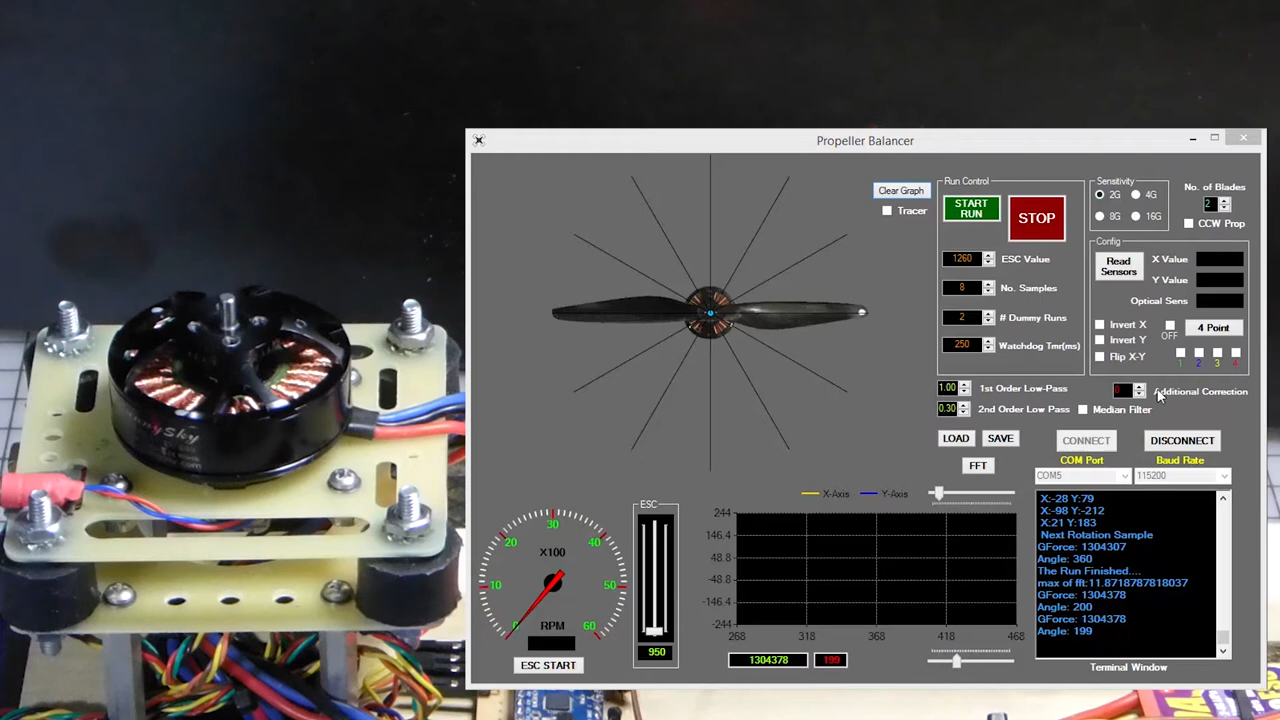 Propeller Balancer
Clear Graph
Tracer
Run Control
START
RUN
STOP
1260 ESC Value
8 No. Samples
2 # Dummy Runs
250 Watchdog Tmr(ms)
Sensitivity
2G 4G
8G 16G
No. of Blades
2
CCW Prop
Config
Read
Sensors
X Value
Y Value
Optical Sens
Invert X
Invert Y
Flip X-Y
OFF
4 Point
1 2 3 4
1.00 1st Order Low-Pass
0.30 2nd Order Low Pass
0 Additional Correction
Median Filter
LOAD SAVE
FFT
CONNECT DISCONNECT
COM Port Baud Rate
COM5 115200
X:-28 Y:79
X:-98 Y:-212
X:21 Y:183
Next Rotation Sample
GForce: 1304307
Angle: 360
The Run Finished....
max of fft:11.8718787818037
GForce: 1304378
Angle: 200
GForce: 1304378
Angle: 199
Terminal Window
X-Axis Y-Axis
244
146.4
48.8
-48.8
-146.4
-244
268 318 368 418 468
1304378 199
ESC
950
0 10 20 30 40 50 60
X100
RPM
ESC START